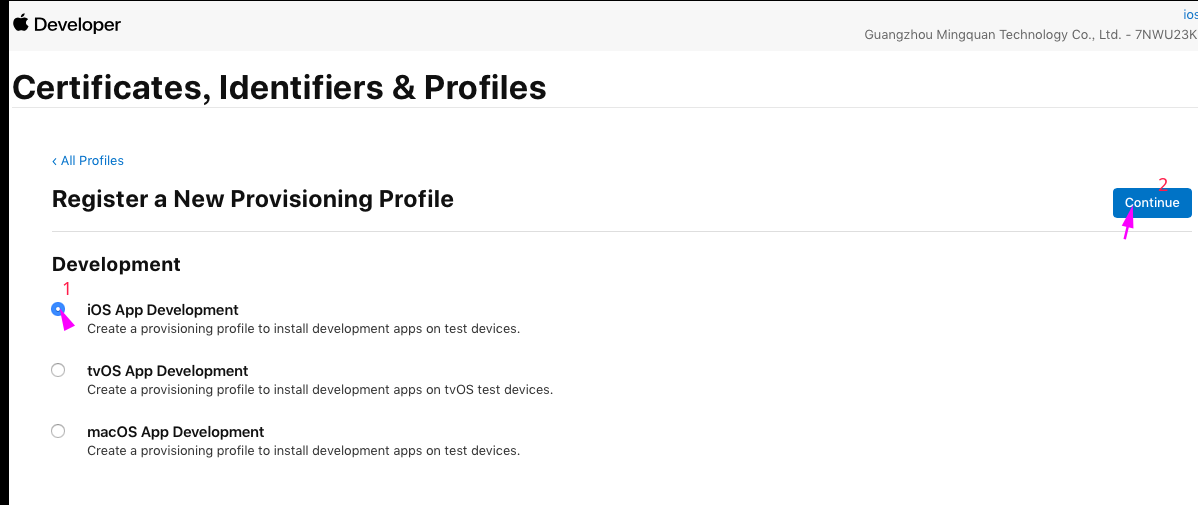 Developer
ios
Guangzhou Mingquan Technology Co., Ltd. - 7NWU23K
Certificates, Identifiers & Profiles
‹ All Profiles
Register a New Provisioning Profile
2
Continue
Development
1
iOS App Development
Create a provisioning profile to install development apps on test devices.
tvOS App Development
Create a provisioning profile to install development apps on tvOS test devices.
macOS App Development
Create a provisioning profile to install development apps on test devices.